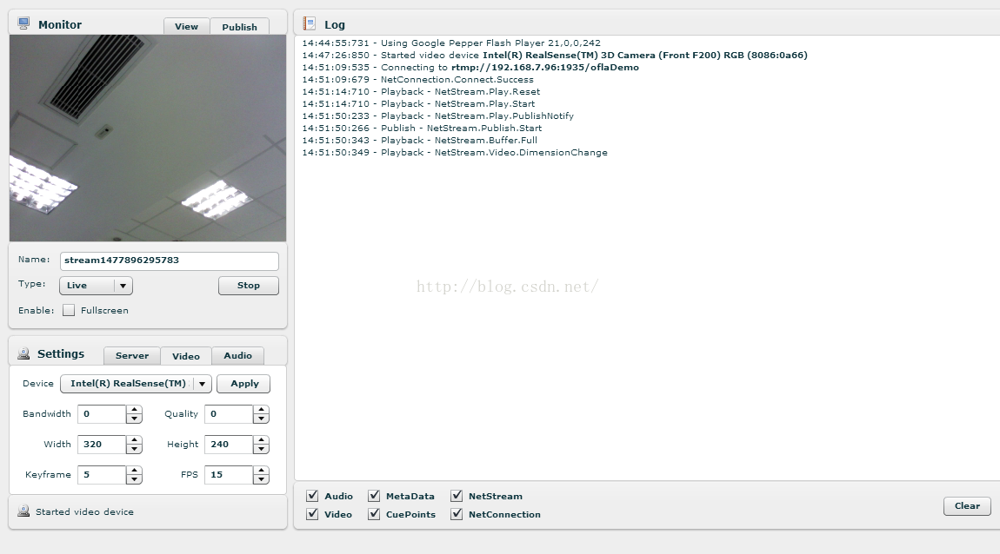 Monitor
View
Publish
Name: stream1477896295783
Type: Live
Stop
Enable: Fullscreen
Settings
Server
Video
Audio
Device Intel(R) RealSense(TM)
Apply
Bandwidth 0 Quality 0
Width 320 Height 240
Keyframe 5 FPS 15
Started video device
Log
14:44:55:731 - Using Google Pepper Flash Player 21,0,0,242
14:47:26:850 - Started video device Intel(R) RealSense(TM) 3D Camera (Front F200) RGB (8086:0a66)
14:51:09:535 - Connecting to rtmp://192.168.7.96:1935/oflaDemo
14:51:09:679 - NetConnection.Connect.Success
14:51:14:710 - Playback - NetStream.Play.Reset
14:51:14:710 - Playback - NetStream.Play.Start
14:51:50:233 - Playback - NetStream.Play.PublishNotify
14:51:50:266 - Publish - NetStream.Publish.Start
14:51:50:343 - Playback - NetStream.Buffer.Full
14:51:50:349 - Playback - NetStream.Video.DimensionChange
http://blog.csdn.net/
Audio MetaData NetStream
Video CuePoints NetConnection
Clear